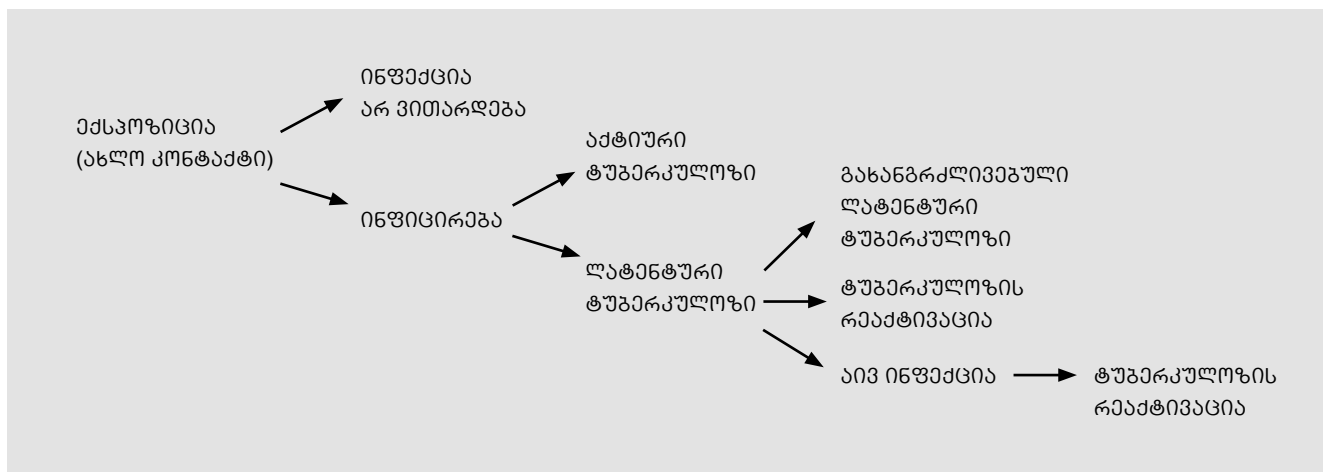 ექსპოზიცია
(ახლო კონტაქტი)
ინფექცია
არ ვითარდება
ინფიცირება
აქტიური
ტუბერკულოზი
ლატენტური
ტუბერკულოზი
გახანგრძლივებული
ლატენტური
ტუბერკულოზი
ტუბერკულოზის
რეაქტივაცია
აივ ინფექცია
ტუბერკულოზის
რეაქტივაცია